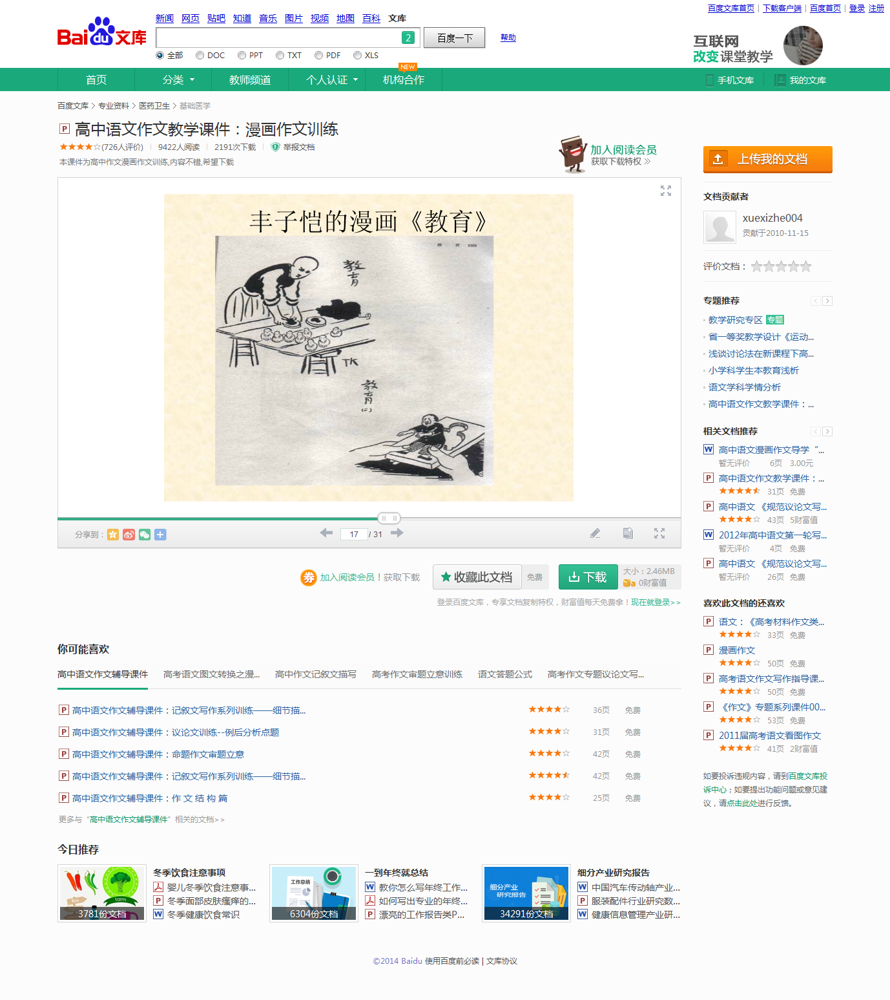 百度文库首页 | 下载客户端 | 百度首页 | 登录 注册
Bai du 文库
新闻 网页 贴吧 知道 音乐 图片 视频 地图 百科 文库
2
百度一下
帮助
全部 DOC PPT TXT PDF XLS
互联网
改变课堂教学
首页 分类 教师频道 个人认证 机构合作 NEW 手机文库 我的文库
百度文库 > 专业资料 > 医药卫生 > 基础医学
P 高中语文作文教学课件：漫画作文训练
(726人评价) | 9422人阅读 | 2191次下载 | 举报文档
本课件为高中作文漫画作文训练,内容不错,希望下载
加入阅读会员
获取下载特权 >>
上传我的文档
文档贡献者
xuexizhe004
贡献于2010-11-15
评价文档：
丰子恺的漫画《教育》
教 育
教育
TK
教育(二)
分享到：
17 / 31
券 加入阅读会员！获取下载
收藏此文档 免费
下载 大小：2.46MB
0财富值
登录百度文库，专享文档复制特权，财富值每天免费拿！现在就登录>>
专题推荐
教学研究专区 专题
省一等奖教学设计《运动...
浅谈讨论法在新课程下高...
小学科学生本教育浅析
语文学科学情分析
高中语文作文教学课件：...
相关文档推荐
W 高中语文漫画作文导学“...
暂无评价 6页 3.00元
P 高中语文作文教学课件：...
31页 免费
P 高中语文 《规范议论文写...
43页 5财富值
W 2012年高中语文第一轮写...
暂无评价 4页 免费
P 高中语文 《规范议论文写...
暂无评价 26页 免费
喜欢此文档的还喜欢
P 语文：《高考材料作文类...
33页 免费
P 漫画作文
50页 免费
P 高考语文作文写作指导课...
50页 免费
P 《作文》专题系列课件00...
53页 免费
P 2011届高考语文看图作文
41页 2财富值
如要投诉违规内容，请到百度文库投
诉中心；如要提出功能问题或意见建
议，请点击此处进行反馈。
你可能喜欢
高中语文作文辅导课件 高考语文图文转换之漫... 高中作文记叙文描写 高考作文审题立意训练 语文答题公式 高考作文专题议论文写...
P 高中语文作文辅导课件：记叙文写作系列训练——细节描... 36页 免费
P 高中语文作文辅导课件：议论文训练--例后分析点题 31页 免费
P 高中语文作文辅导课件：命题作文审题立意 42页 免费
P 高中语文作文辅导课件：记叙文写作系列训练——细节描... 42页 免费
P 高中语文作文辅导课件：作 文 结 构 篇 25页 免费
更多与“高中语文作文辅导课件”相关的文档>>
今日推荐
Eco
farm
3781份文档
冬季饮食注意事项
婴儿冬季饮食注意事...
P 冬季面部皮肤瘙痒的...
W 冬季健康饮食常识
工作总结
6304份文档
一到年终就总结
W 教你怎么写年终工作...
如何写出专业的年终...
P 漂亮的工作报告类P...
细分产业
研究报告
34291份文档
细分产业研究报告
W 中国汽车传动轴产业...
P 服装配件行业研究数...
W 健康信息管理产业研...
©2014 Baidu 使用百度前必读 | 文库协议